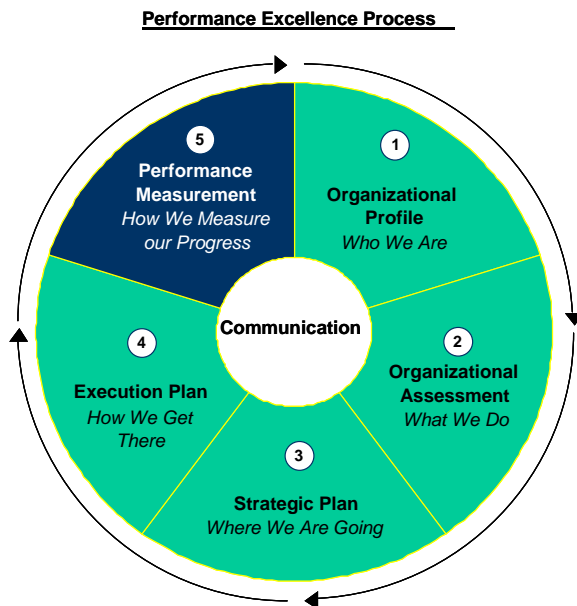 Performance Excellence Process
1
Organizational
Profile
Who We Are
2
Organizational
Assessment
What We Do
3
Strategic Plan
Where We Are Going
4
Execution Plan
How We Get
There
5
Performance
Measurement
How We Measure
our Progress
Communication